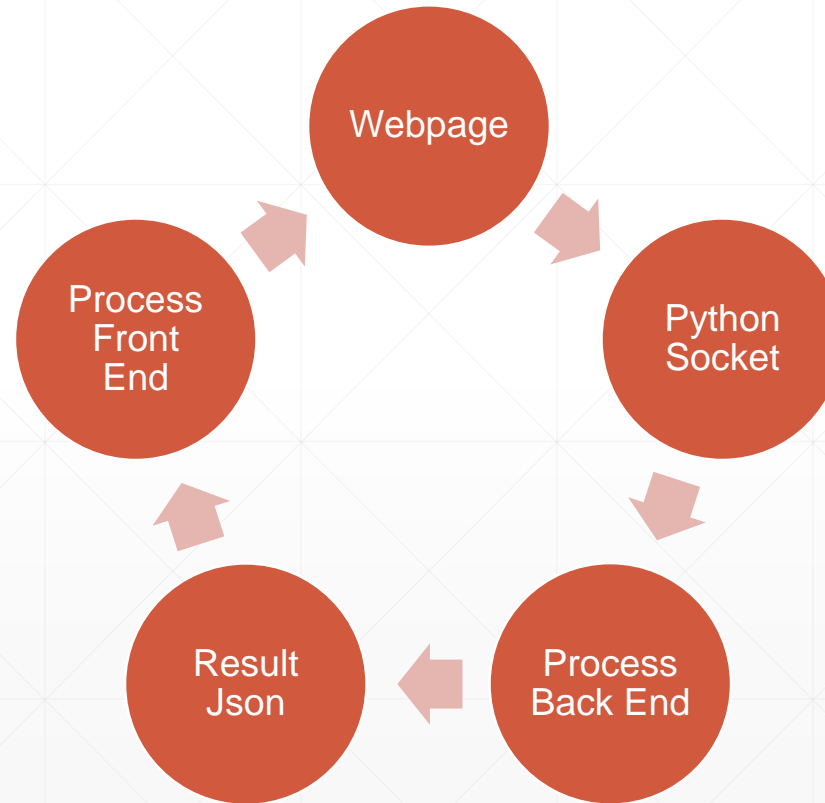 Webpage
Python
Socket
Process
Back End
Result
Json
Process
Front
End